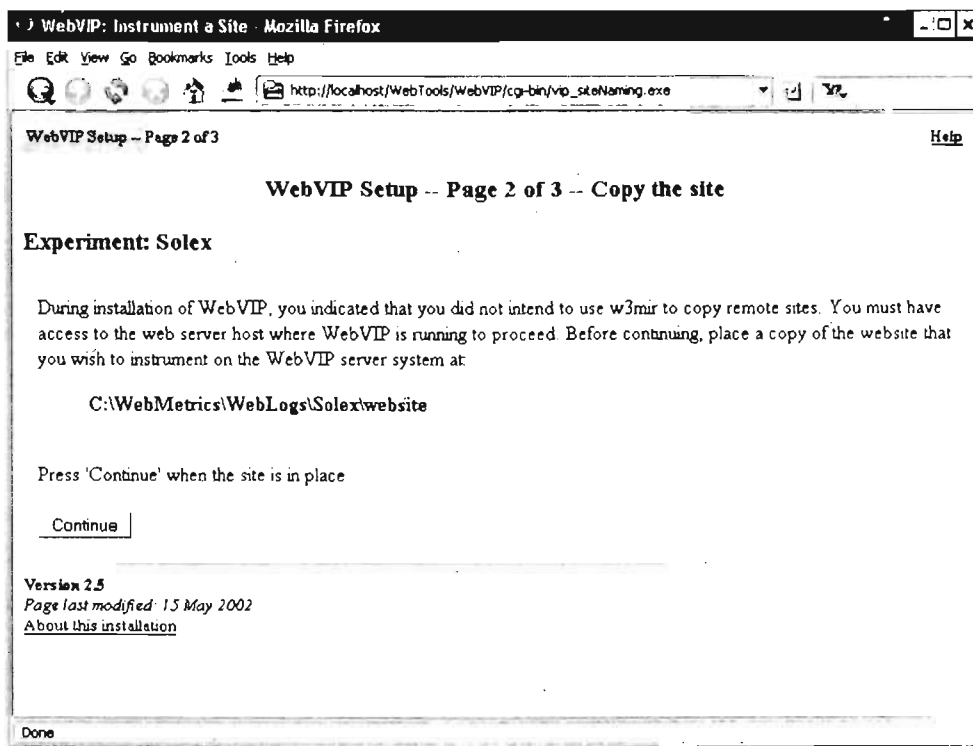 WebVIP: Instrument a Site - Mozilla Firefox
File Edit View Go Bookmarks Tools Help
http://localhost/WebTools/WebVIP/cgi-bin/vip_siteNaming.exe
WebVIP Setup -- Page 2 of 3
Help
WebVIP Setup -- Page 2 of 3 -- Copy the site
Experiment: Solex
During installation of WebVIP, you indicated that you did not intend to use w3mir to copy remote sites. You must have
access to the web server host where WebVIP is running to proceed. Before continuing, place a copy of the website that
you wish to instrument on the WebVIP server system at:
C:\WebMetrics\WebLogs\Solex\website
Press 'Continue' when the site is in place
Continue
Version 2.5
Page last modified: 15 May 2002
About this installation
Done